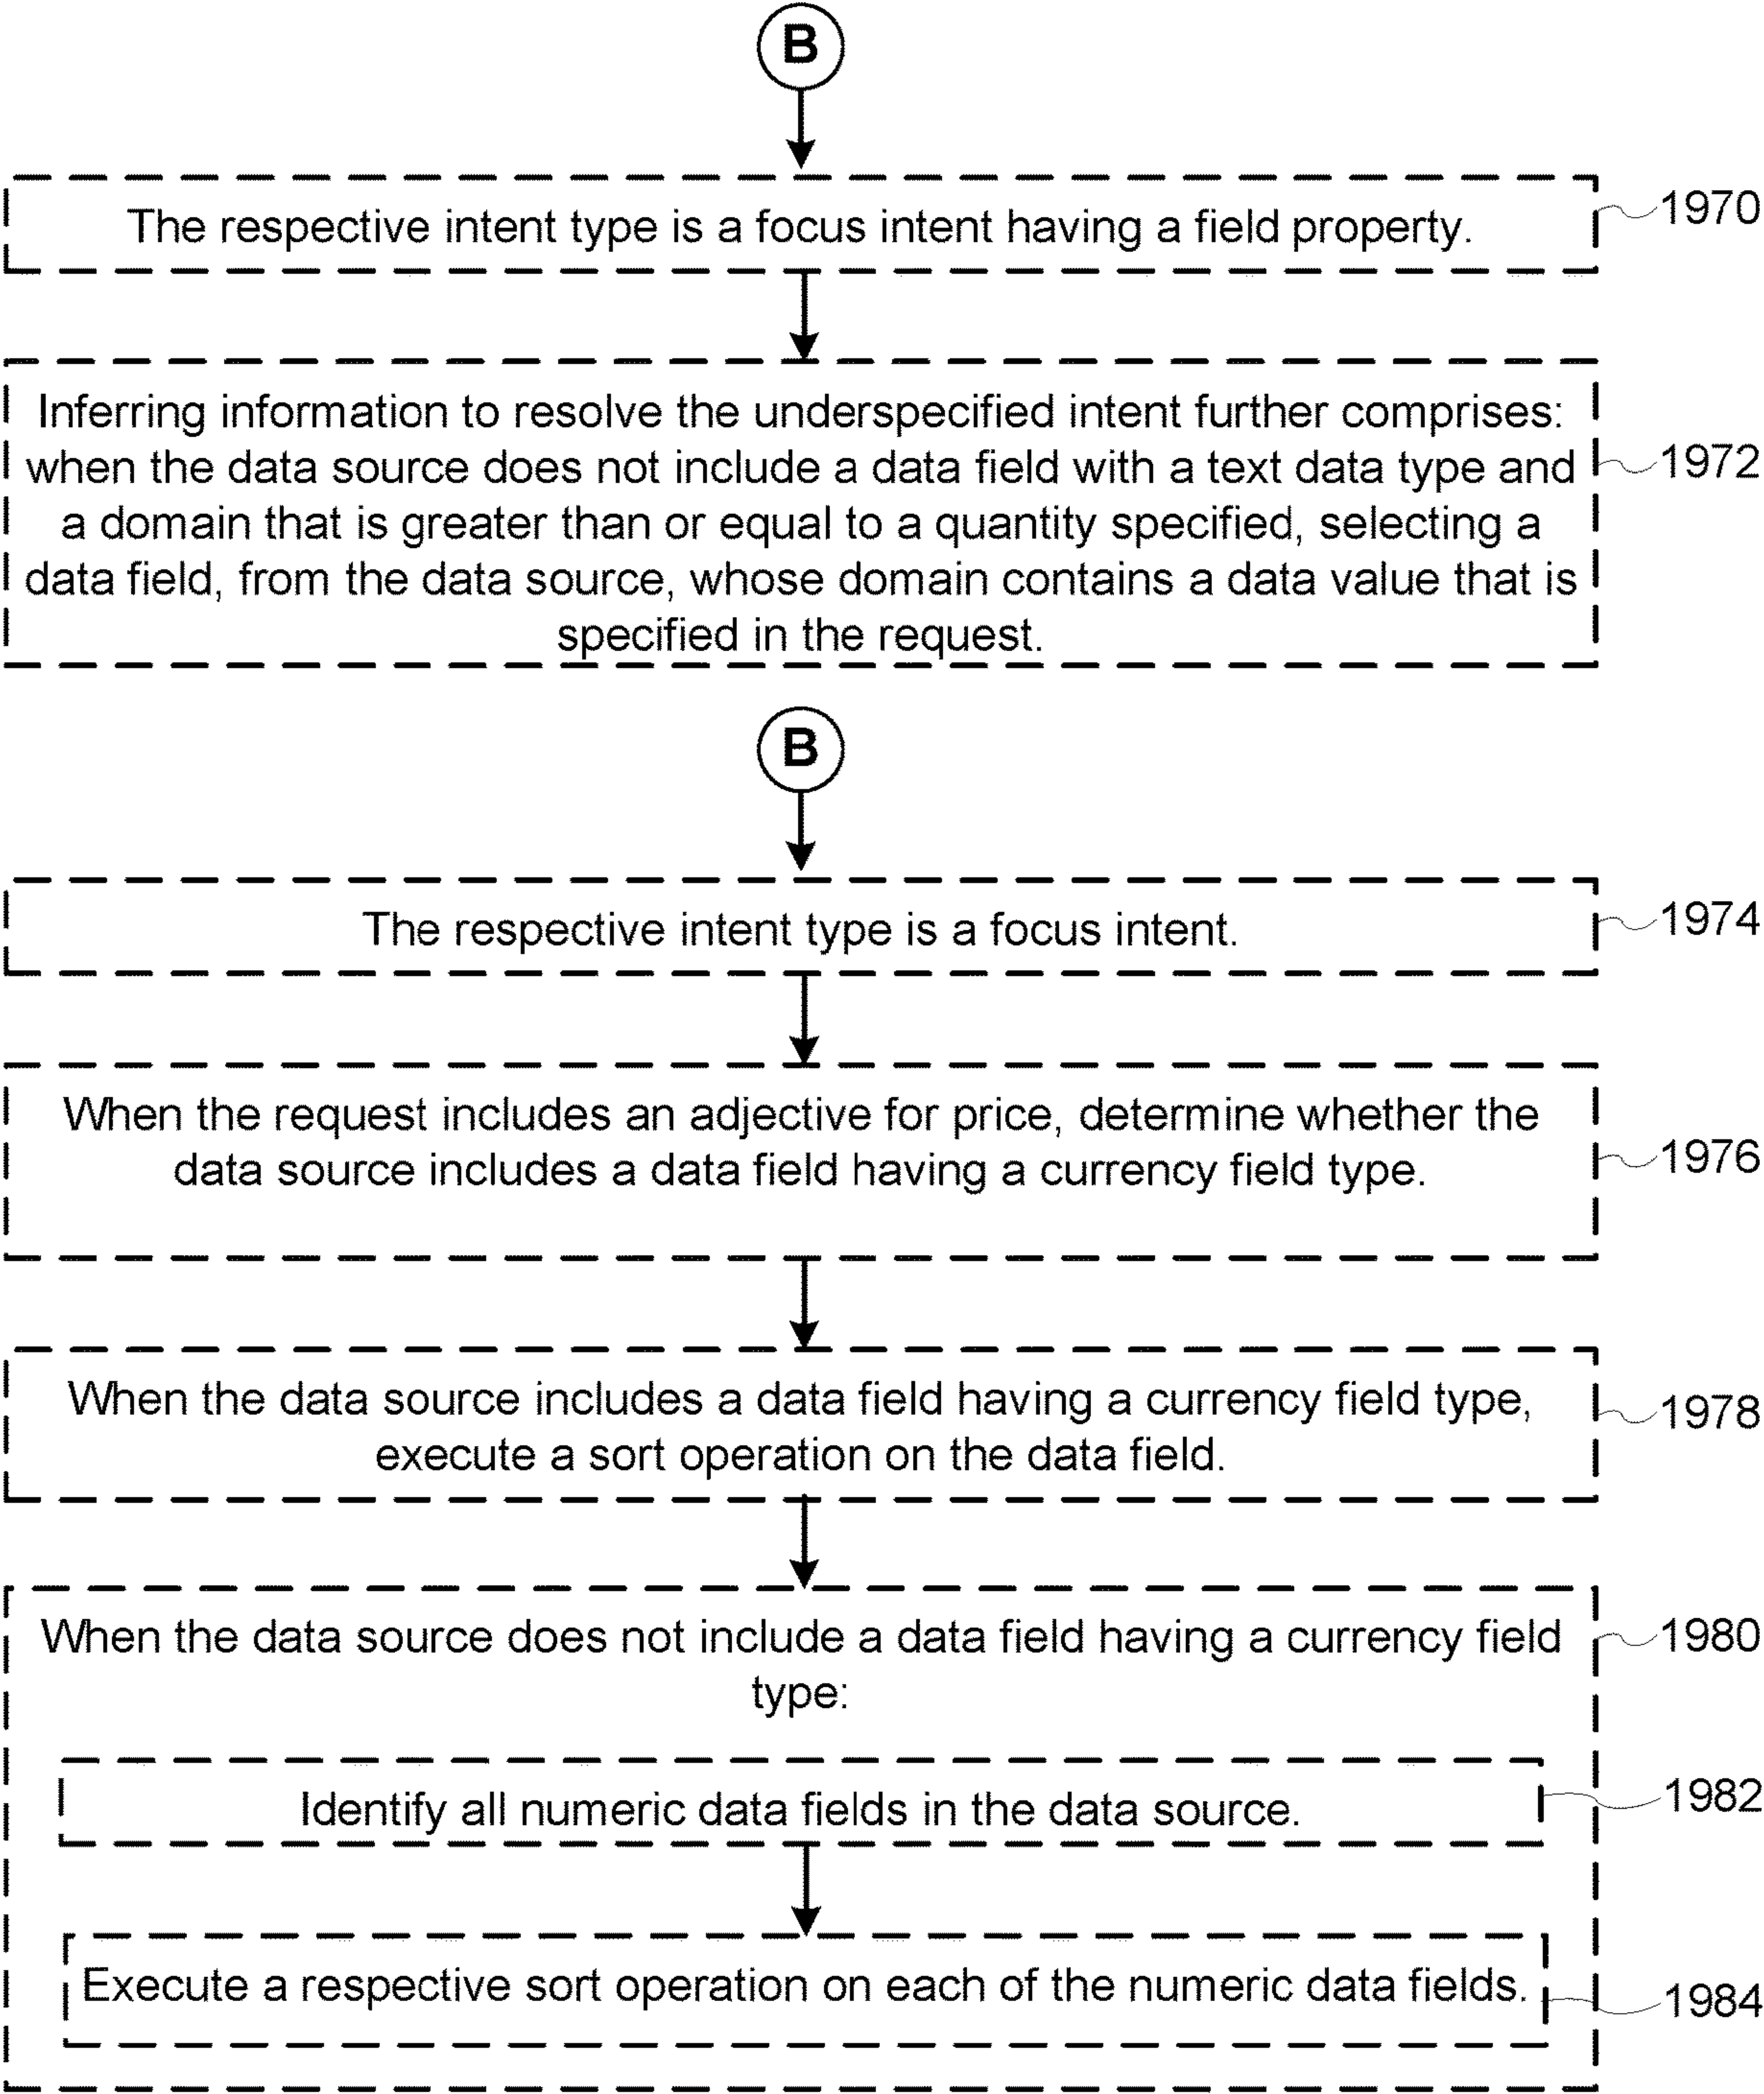 B
The respective intent type is a focus intent having a field property.
1970
Inferring information to resolve the underspecified intent further comprises:
when the data source does not include a data field with a text data type and
a domain that is greater than or equal to a quantity specified, selecting a
data field, from the data source, whose domain contains a data value that is
specified in the request.
1972
B
The respective intent type is a focus intent.
1974
When the request includes an adjective for price, determine whether the
data source includes a data field having a currency field type.
1976
When the data source includes a data field having a currency field type,
execute a sort operation on the data field.
1978
When the data source does not include a data field having a currency field
type:
1980
Identify all numeric data fields in the data source.
1982
Execute a respective sort operation on each of the numeric data fields.
1984